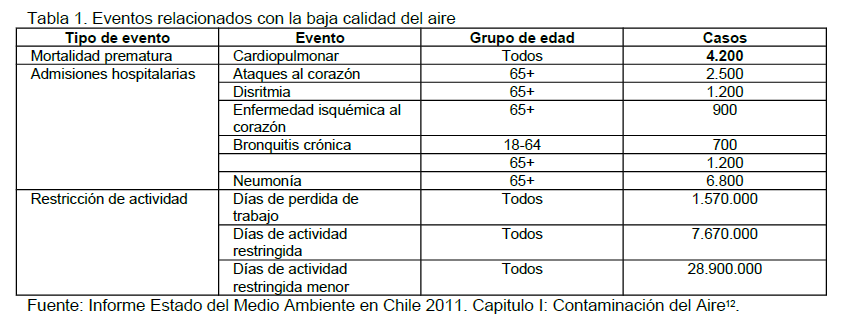 Tabla 1. Eventos relacionados con la baja calidad del aire
Tipo de evento Evento Grupo de edad Casos
Mortalidad prematura Cardiopulmonar Todos 4.200
Admisiones hospitalarias Ataques al corazón 65+ 2.500
Disritmia 65+ 1.200
Enfermedad isquémica al 65+ 900
corazón
Bronquitis crónica 18-64 700
65+ 1.200
Neumonía 65+ 6.800
Restricción de actividad Días de perdida de Todos 1.570.000
trabajo
Días de actividad Todos 7.670.000
restringida
Días de actividad Todos 28.900.000
restringida menor
Fuente: Informe Estado del Medio Ambiente en Chile 2011. Capitulo I: Contaminación del Aire¹².